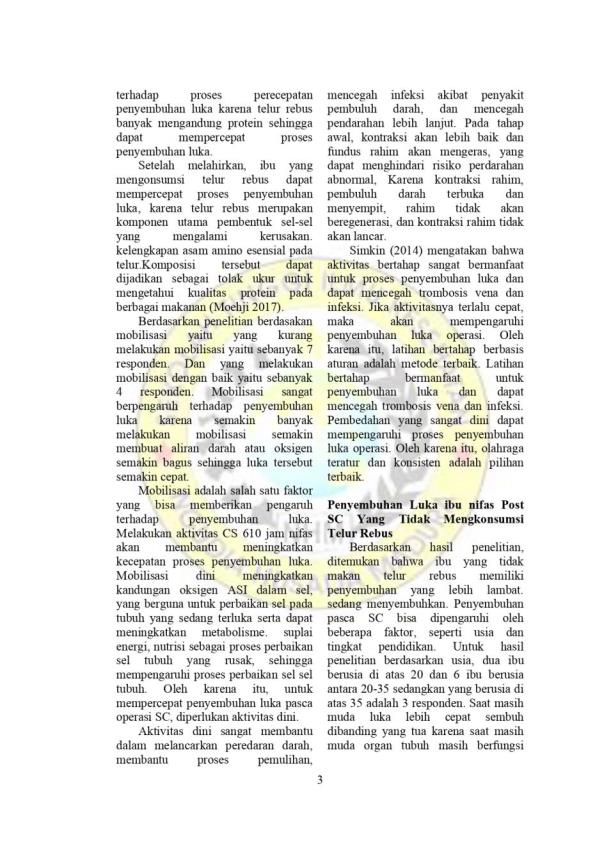 terhadap proses perecepatan
penyembuhan luka karena telur rebus
banyak mengandung protein sehingga
dapat mempercepat proses
penyembuhan luka.
Setelah melahirkan, ibu yang
mengonsumsi telur rebus dapat
mempercepat proses penyembuhan
luka, karena telur rebus merupakan
komponen utama pembentuk sel-sel
yang mengalami kerusakan.
kelengkapan asam amino esensial pada
telur.Komposisi tersebut dapat
dijadikan sebagai tolak ukur untuk
mengetahui kualitas protein pada
berbagai makanan (Moehji 2017).
Berdasarkan penelitian berdasakan
mobilisasi yaitu yang kurang
melakukan mobilisasi yaitu sebanyak 7
responden. Dan yang melakukan
mobilisasi dengan baik yaitu sebanyak
4 responden. Mobilisasi sangat
berpengaruh terhadap penyembuhan
luka karena semakin banyak
melakukan mobilisasi semakin
membuat aliran darah atau oksigen
semakin bagus sehingga luka tersebut
semakin cepat.
Mobilisasi adalah salah satu faktor
yang bisa memberikan pengaruh
terhadap penyembuhan luka.
Melakukan aktivitas CS 610 jam nifas
akan membantu meningkatkan
kecepatan proses penyembuhan luka.
Mobilisasi dini meningkatkan
kandungan oksigen ASI dalam sel,
yang berguna untuk perbaikan sel pada
tubuh yang sedang terluka serta dapat
meningkatkan metabolisme. suplai
energi, nutrisi sebagai proses perbaikan
sel tubuh yang rusak, sehingga
mempengaruhi proses perbaikan sel sel
tubuh. Oleh karena itu, untuk
mempercepat penyembuhan luka pasca
operasi SC, diperlukan aktivitas dini.
Aktivitas dini sangat membantu
dalam melancarkan peredaran darah,
membantu proses pemulihan,
mencegah infeksi akibat penyakit
pembuluh darah, dan mencegah
pendarahan lebih lanjut. Pada tahap
awal, kontraksi akan lebih baik dan
fundus rahim akan mengeras, yang
dapat menghindari risiko perdarahan
abnormal, Karena kontraksi rahim,
pembuluh darah terbuka dan
menyempit, rahim tidak akan
beregenerasi, dan kontraksi rahim tidak
akan lancar.
Simkin (2014) mengatakan bahwa
aktivitas bertahap sangat bermanfaat
untuk proses penyembuhan luka dan
dapat mencegah trombosis vena dan
infeksi. Jika aktivitasnya terlalu cepat,
maka akan mempengaruhi
penyembuhan luka operasi. Oleh
karena itu, latihan bertahap berbasis
aturan adalah metode terbaik. Latihan
bertahap bermanfaat untuk
penyembuhan luka dan dapat
mencegah trombosis vena dan infeksi.
Pembedahan yang sangat dini dapat
mempengaruhi proses penyembuhan
luka operasi. Oleh karena itu, olahraga
teratur dan konsisten adalah pilihan
terbaik.
Penyembuhan Luka ibu nifas Post
SC Yang Tidak Mengkonsumsi
Telur Rebus
Berdasarkan hasil penelitian,
ditemukan bahwa ibu yang tidak
makan telur rebus memiliki
penyembuhan yang lebih lambat.
sedang menyembuhkan. Penyembuhan
pasca SC bisa dipengaruhi oleh
beberapa faktor, seperti usia dan
tingkat pendidikan. Untuk hasil
penelitian berdasarkan usia, dua ibu
berusia di atas 20 dan 6 ibu berusia
antara 20-35 sedangkan yang berusia di
atas 35 adalah 3 responden. Saat masih
muda luka lebih cepat sembuh
dibanding yang tua karena saat masih
muda organ tubuh masih berfungsi
3